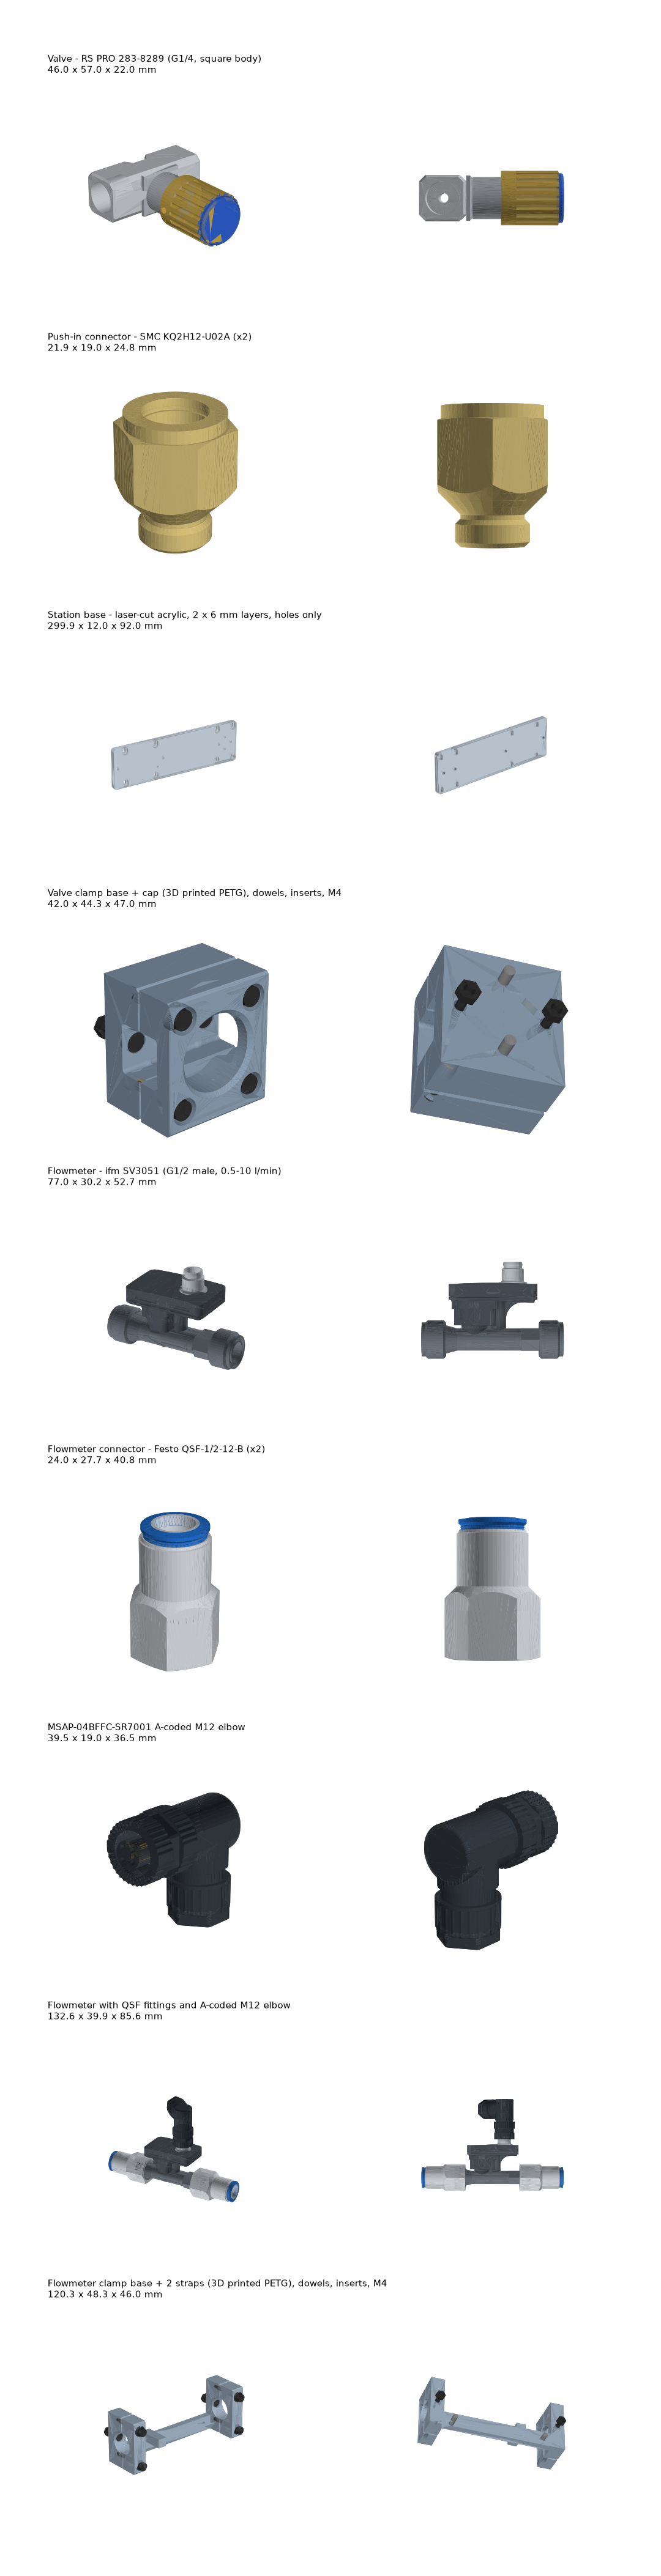 Valve - RS PRO 283-8289 (G1/4, square body)
46.0 x 57.0 x 22.0 mm
Push-in connector - SMC KQ2H12-U02A (x2)
21.9 x 19.0 x 24.8 mm
Station base - laser-cut acrylic, 2 x 6 mm layers, holes only
299.9 x 12.0 x 92.0 mm
Valve clamp base + cap (3D printed PETG), dowels, inserts, M4
42.0 x 44.3 x 47.0 mm
Flowmeter - ifm SV3051 (G1/2 male, 0.5-10 l/min)
77.0 x 30.2 x 52.7 mm
Flowmeter connector - Festo QSF-1/2-12-B (x2)
24.0 x 27.7 x 40.8 mm
MSAP-04BFFC-SR7001 A-coded M12 elbow
39.5 x 19.0 x 36.5 mm
Flowmeter with QSF fittings and A-coded M12 elbow
132.6 x 39.9 x 85.6 mm
Flowmeter clamp base + 2 straps (3D printed PETG), dowels, inserts, M4
120.3 x 48.3 x 46.0 mm